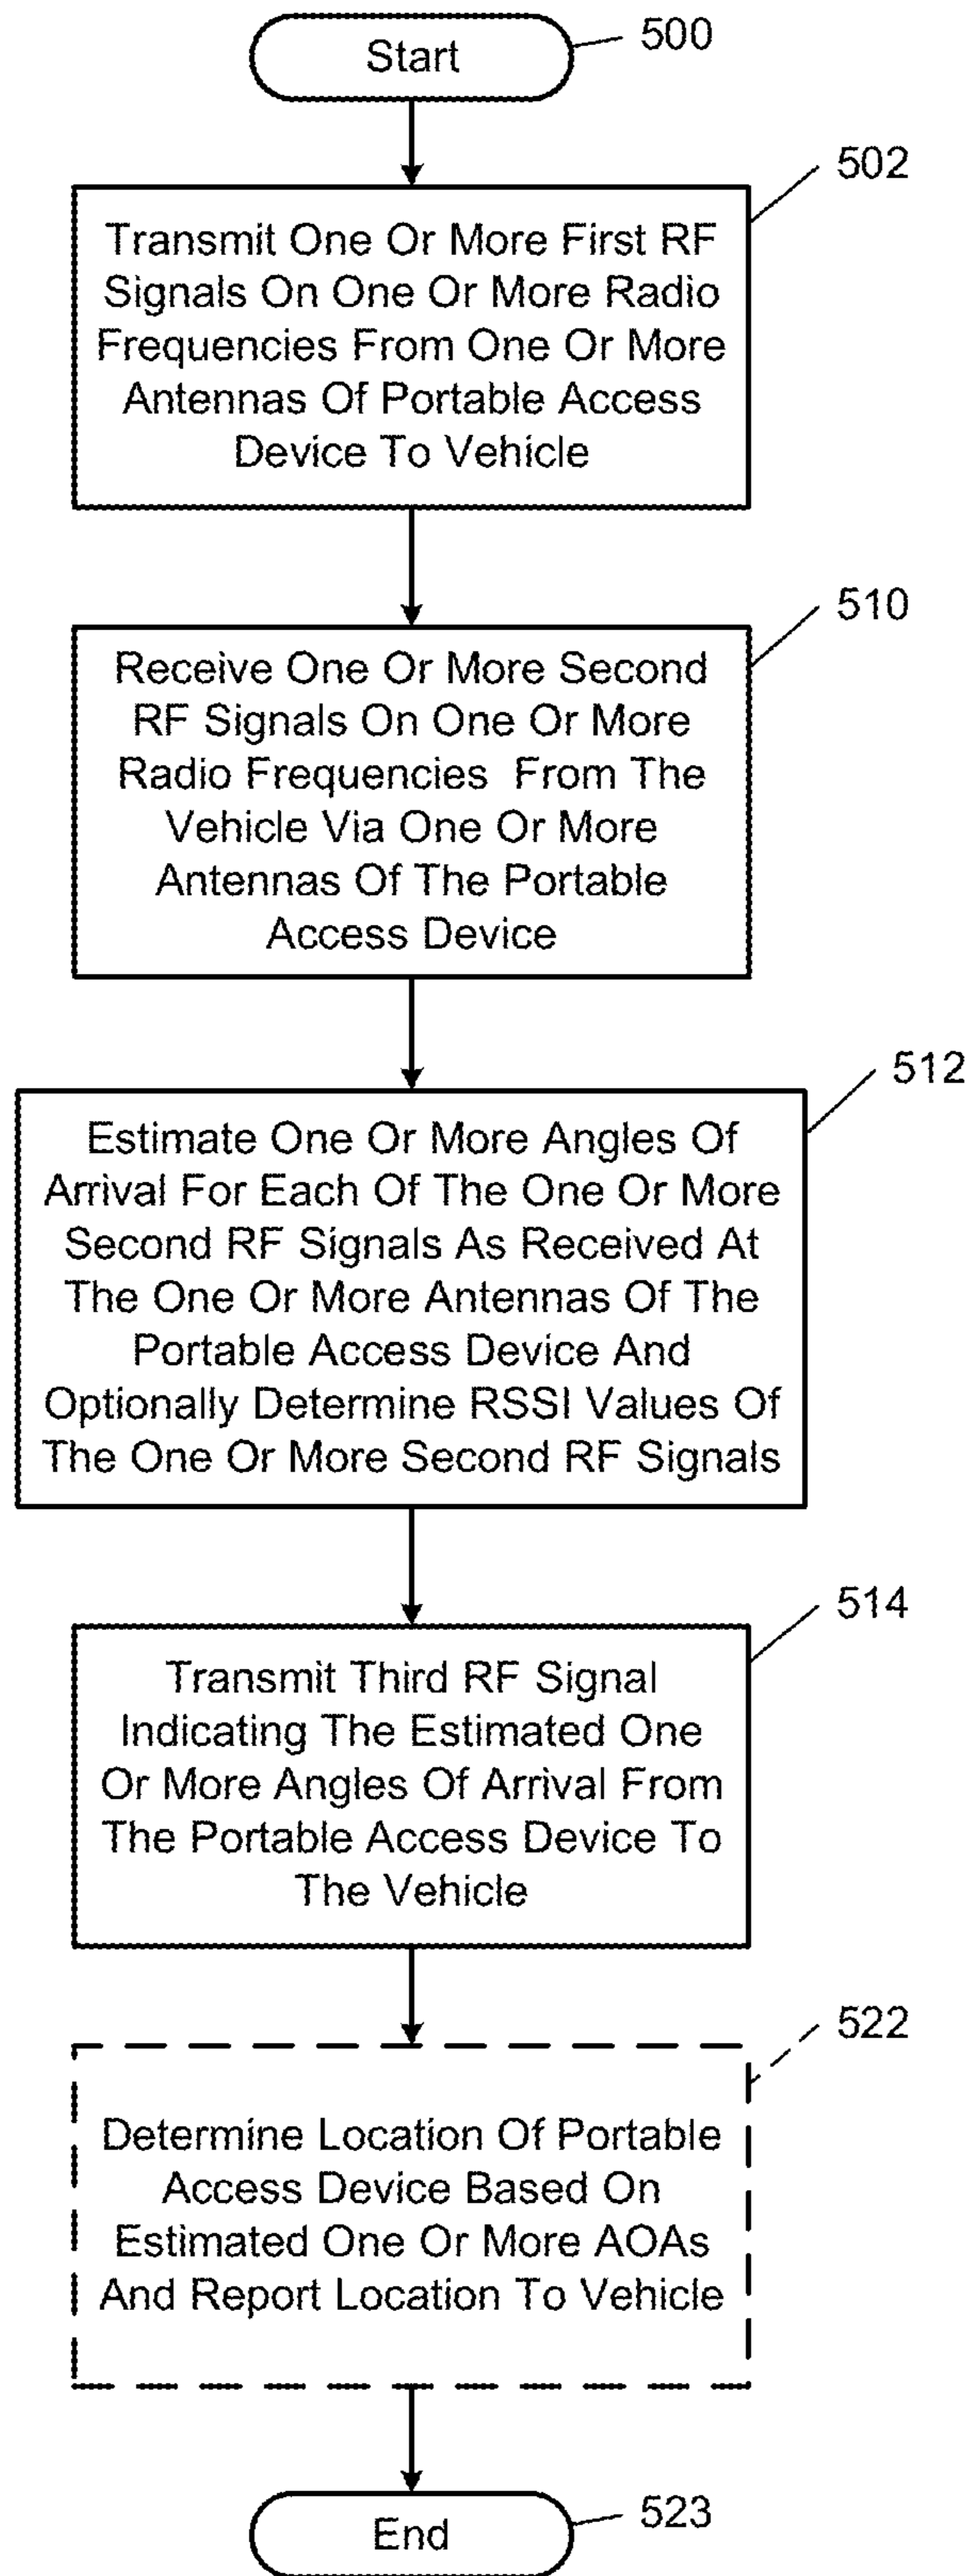 Start
500
502
Transmit One Or More First RF
Signals On One Or More Radio
Frequencies From One Or More
Antennas Of Portable Access
Device To Vehicle
510
Receive One Or More Second
RF Signals On One Or More
Radio Frequencies From The
Vehicle Via One Or More
Antennas Of The Portable
Access Device
512
Estimate One Or More Angles Of
Arrival For Each Of The One Or More
Second RF Signals As Received At
The One Or More Antennas Of The
Portable Access Device And
Optionally Determine RSSI Values Of
The One Or More Second RF Signals
514
Transmit Third RF Signal
Indicating The Estimated One
Or More Angles Of Arrival From
The Portable Access Device To
The Vehicle
522
Determine Location Of Portable
Access Device Based On
Estimated One Or More AOAs
And Report Location To Vehicle
End
523